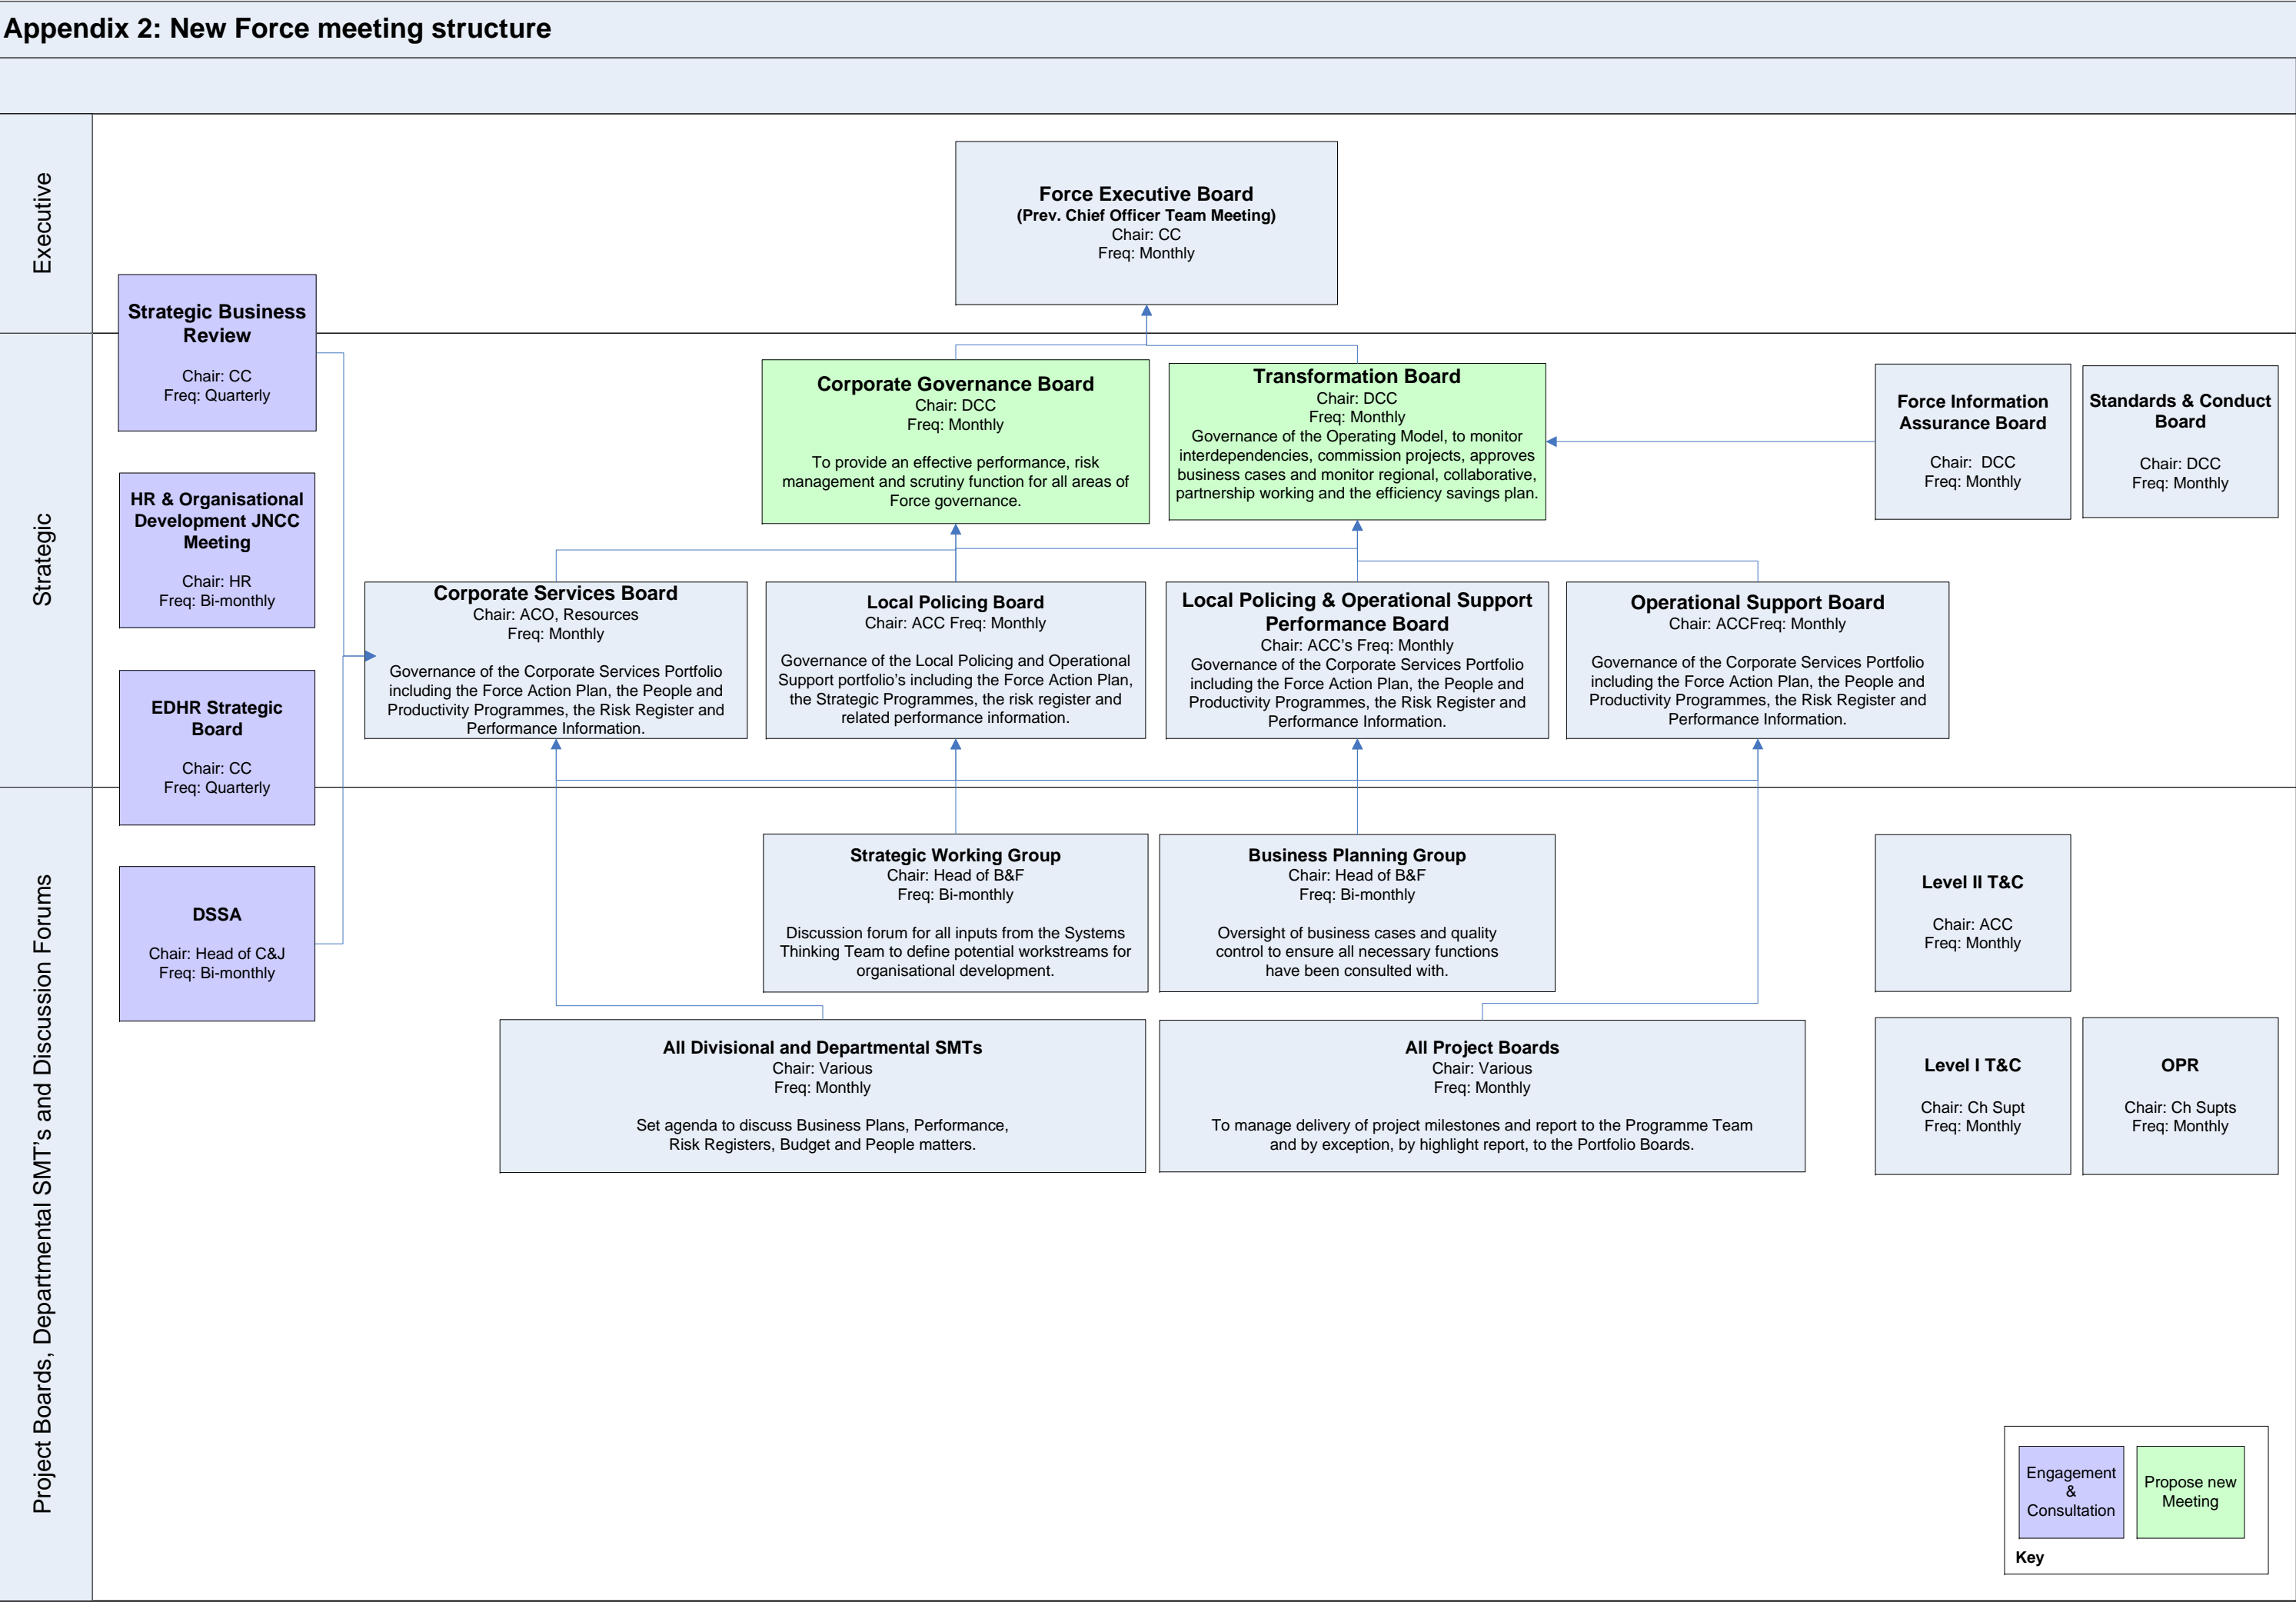 Appendix 2: New Force meeting structure
Executive
Force Executive Board
(Prev. Chief Officer Team Meeting)
Chair: CC
Freq: Monthly
Strategic Business
Review
Chair: CC
Freq: Quarterly
Strategic
Corporate Governance Board
Chair: DCC
Freq: Monthly
To provide an effective performance, risk
management and scrutiny function for all areas of
Force governance.
Transformation Board
Chair: DCC
Freq: Monthly
Governance of the Operating Model, to monitor
interdependencies, commission projects, approves
business cases and monitor regional, collaborative,
partnership working and the efficiency savings plan.
Force Information
Assurance Board
Chair:  DCC
Freq: Monthly
Standards & Conduct
Board
Chair: DCC
Freq: Monthly
HR & Organisational
Development JNCC
Meeting
Chair: HR
Freq: Bi-monthly
Corporate Services Board
Chair: ACO, Resources
Freq: Monthly
Governance of the Corporate Services Portfolio
including the Force Action Plan, the People and
Productivity Programmes, the Risk Register and
Performance Information.
Local Policing Board
Chair: ACC Freq: Monthly
Governance of the Local Policing and Operational
Support portfolio's including the Force Action Plan,
the Strategic Programmes, the risk register and
related performance information.
Local Policing & Operational Support
Performance Board
Chair: ACC's Freq: Monthly
Governance of the Corporate Services Portfolio
including the Force Action Plan, the People and
Productivity Programmes, the Risk Register and
Performance Information.
Operational Support Board
Chair: ACCFreq: Monthly
Governance of the Corporate Services Portfolio
including the Force Action Plan, the People and
Productivity Programmes, the Risk Register and
Performance Information.
EDHR Strategic
Board
Chair: CC
Freq: Quarterly
Project Boards, Departmental SMT's and Discussion Forums
DSSA
Chair: Head of C&J
Freq: Bi-monthly
Strategic Working Group
Chair: Head of B&F
Freq: Bi-monthly
Discussion forum for all inputs from the Systems
Thinking Team to define potential workstreams for
organisational development.
Business Planning Group
Chair: Head of B&F
Freq: Bi-monthly
Oversight of business cases and quality
control to ensure all necessary functions
have been consulted with.
Level II T&C
Chair: ACC
Freq: Monthly
All Divisional and Departmental SMTs
Chair: Various
Freq: Monthly
Set agenda to discuss Business Plans, Performance,
Risk Registers, Budget and People matters.
All Project Boards
Chair: Various
Freq: Monthly
To manage delivery of project milestones and report to the Programme Team
and by exception, by highlight report, to the Portfolio Boards.
Level I T&C
Chair: Ch Supt
Freq: Monthly
OPR
Chair: Ch Supts
Freq: Monthly
Engagement
&
Consultation
Propose new
Meeting
Key